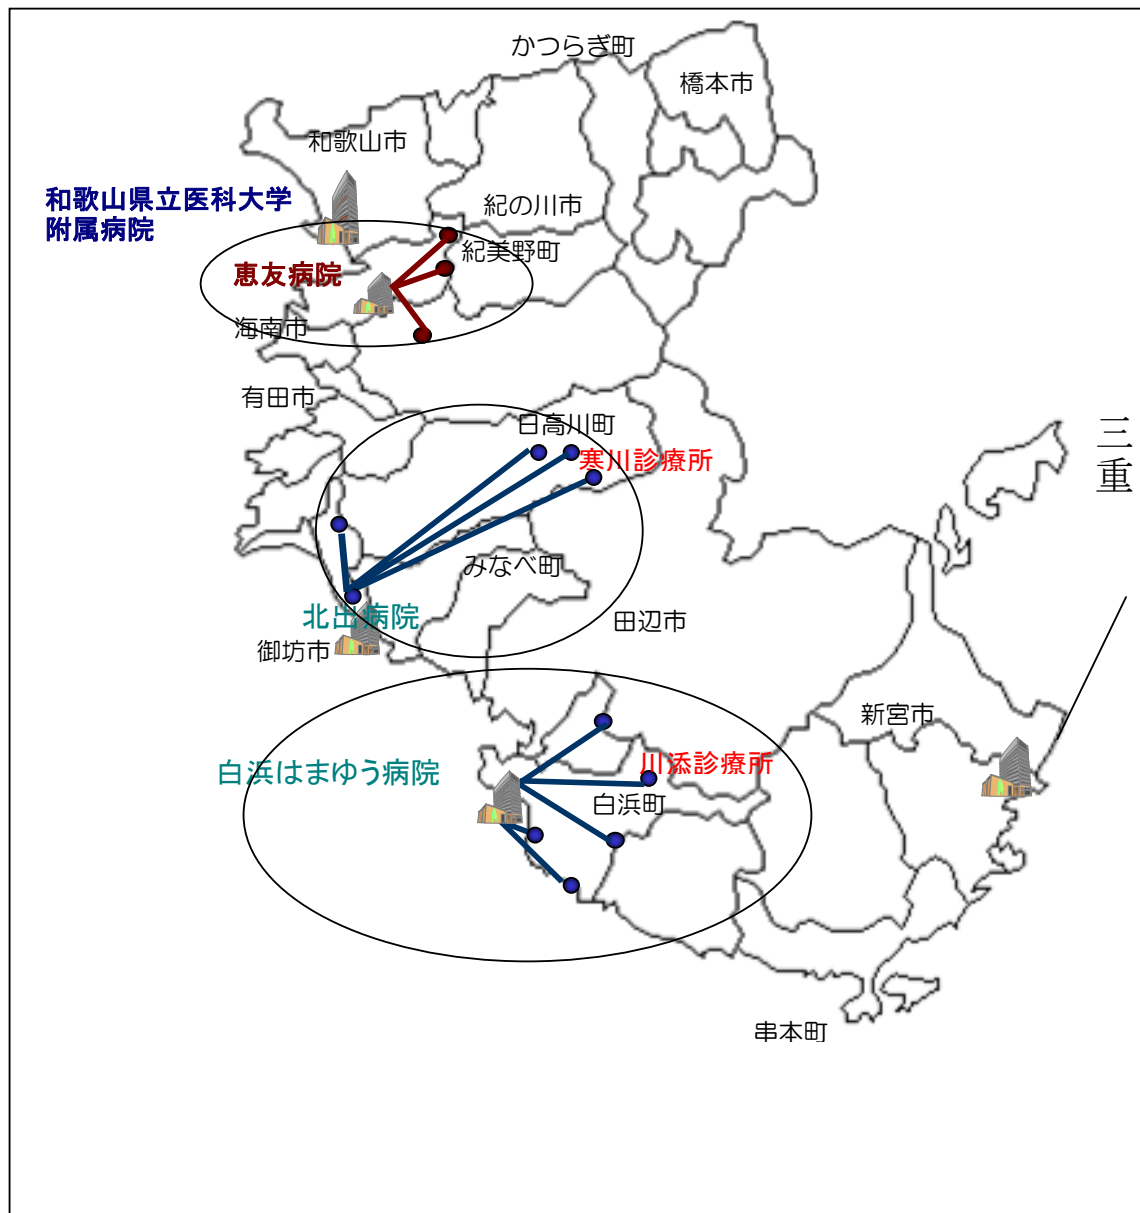 かつらぎ町
橋本市
和歌山市
和歌山県立医科大学
附属病院
紀の川市
紀美野町
恵友病院
海南市
有田市
日高川町
三重
寒川診療所
みなべ町
北出病院
田辺市
御坊市
新宮市
川添診療所
白浜はまゆう病院
白浜町
串本町